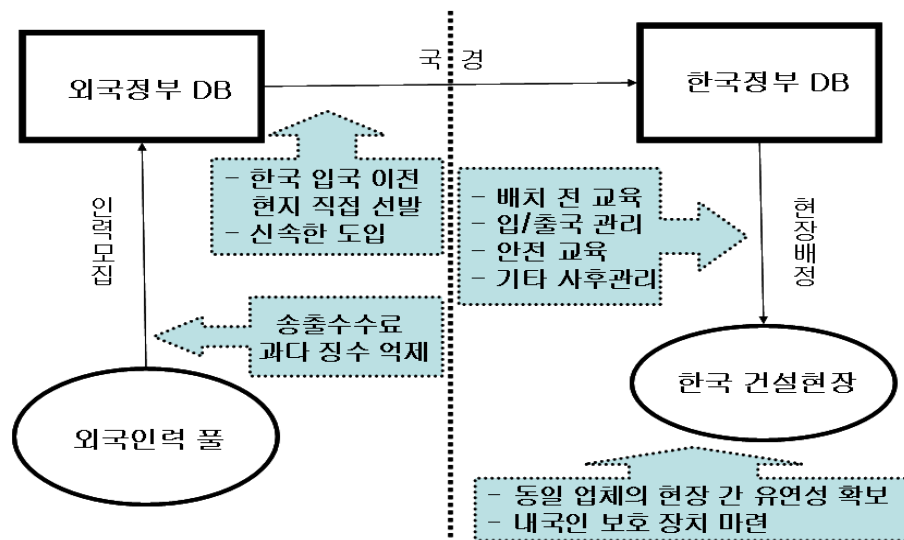 국 경
외국정부 DB
한국정부 DB
- 한국 입국 이전
현지 직접 선발
- 신속한 도입
- 배치 전 교육
- 입/출국 관리
- 안전 교육
- 기타 사후관리
인력모집
현장배정
송출수수료
과다 징수 억제
외국인력 풀
한국 건설현장
- 동일 업체의 현장 간 유연성 확보
- 내국인 보호 장치 마련